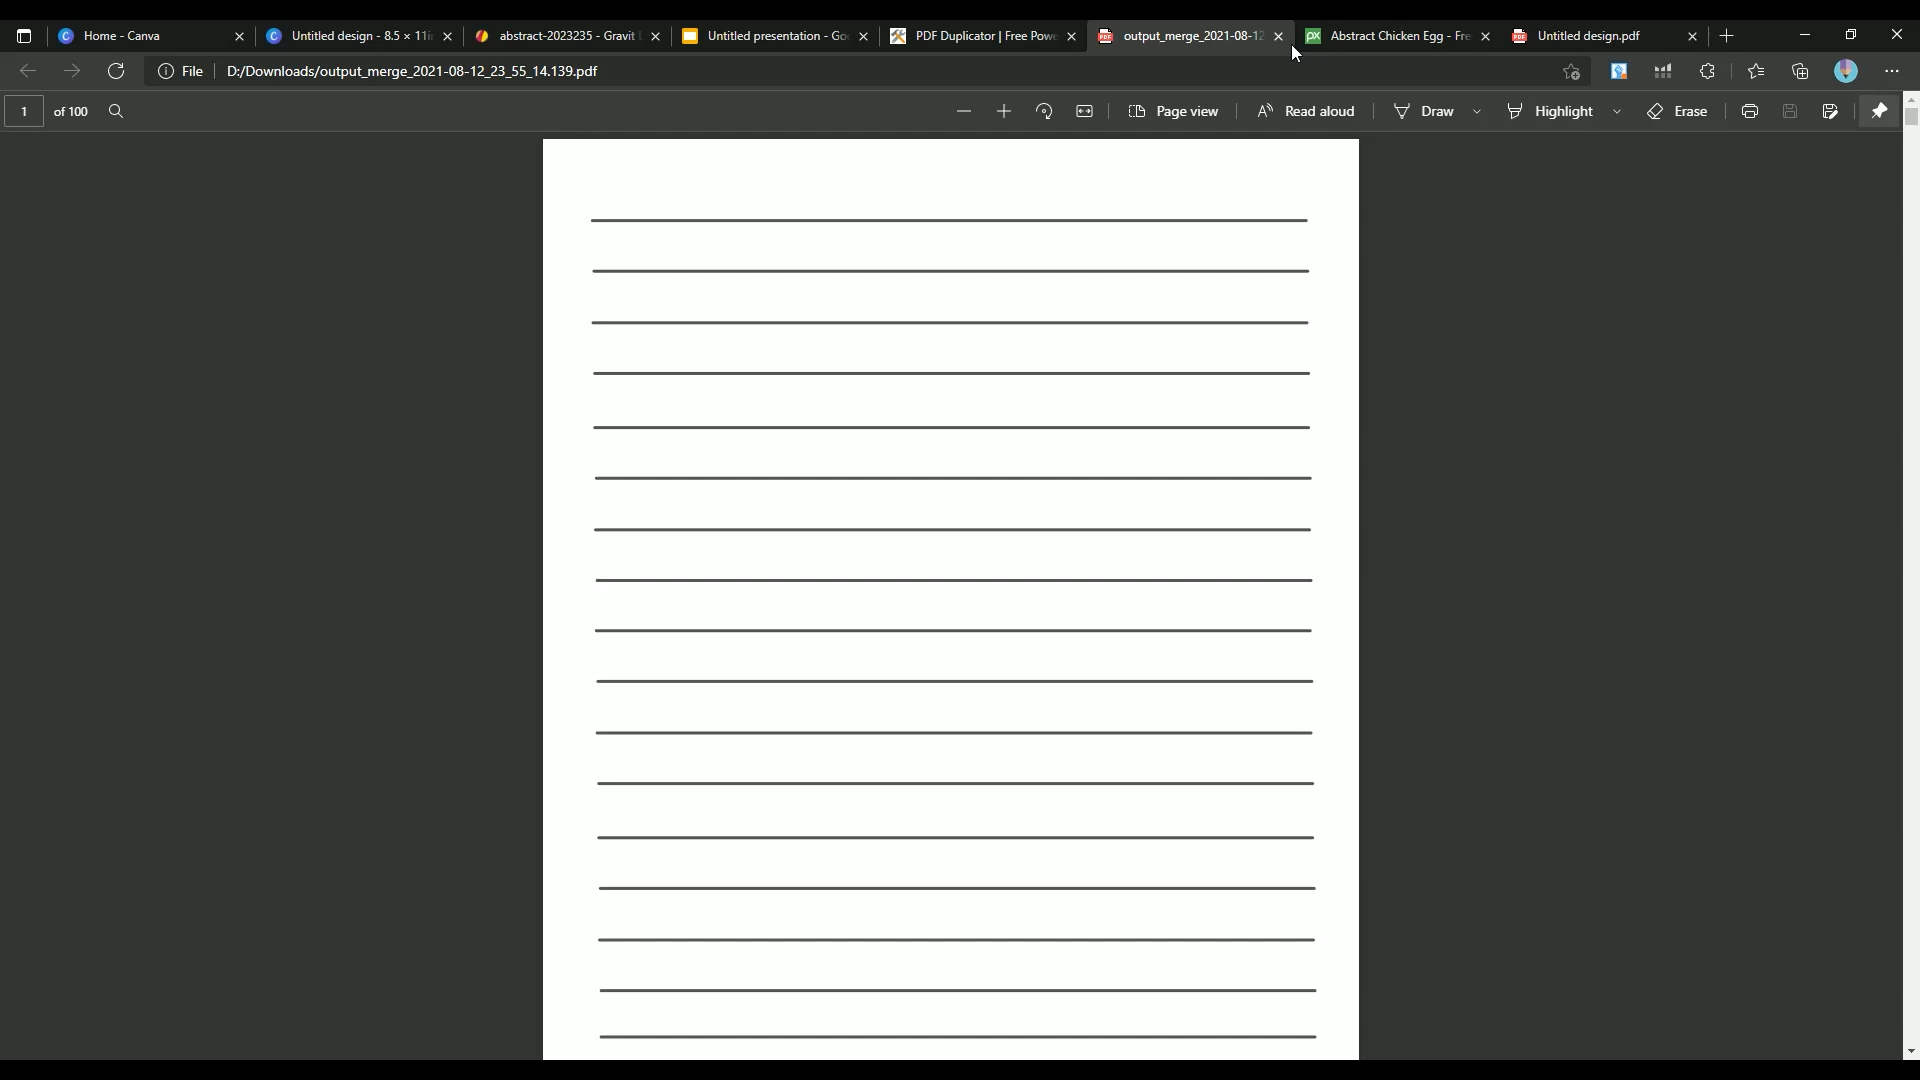 Home - Canva
Untitled design - 8.5 × 11i
abstract-2023235 - Gravit
Untitled presentation - Go
PDF Duplicator | Free Powe
output_merge_2021-08-12
Abstract Chicken Egg - Fre
Untitled design.pdf
File
D:/Downloads/output_merge_2021-08-12_23_55_14.139.pdf
1 of 100
Page view
Read aloud
Draw
Highlight
Erase